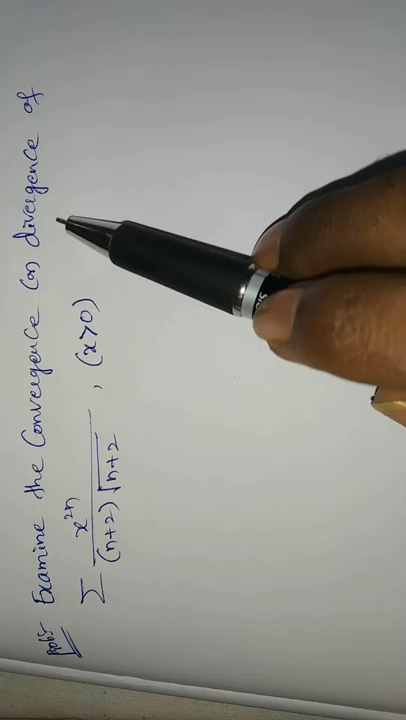 Prob:- Examine the Convergence (or) divergence of
∑ x^{2n} / (n+2)√(n+2) , (x>0)